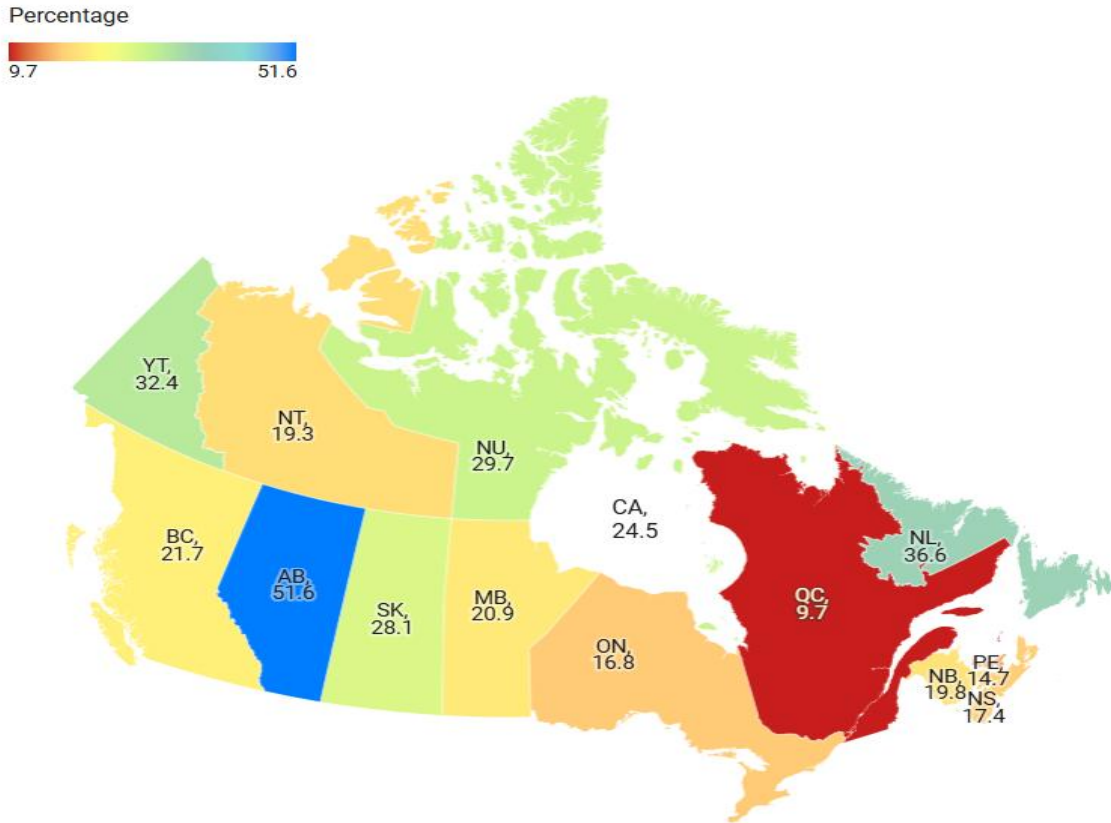 Percentage
9.7 51.6
YT,
32.4
NT,
19.3
NU,
29.7
CA,
24.5
BC,
21.7
AB,
51.6
SK,
28.1
MB,
20.9
ON,
16.8
QC,
9.7
NL,
36.6
PE,
14.7
NB,
19.8
NS,
17.4